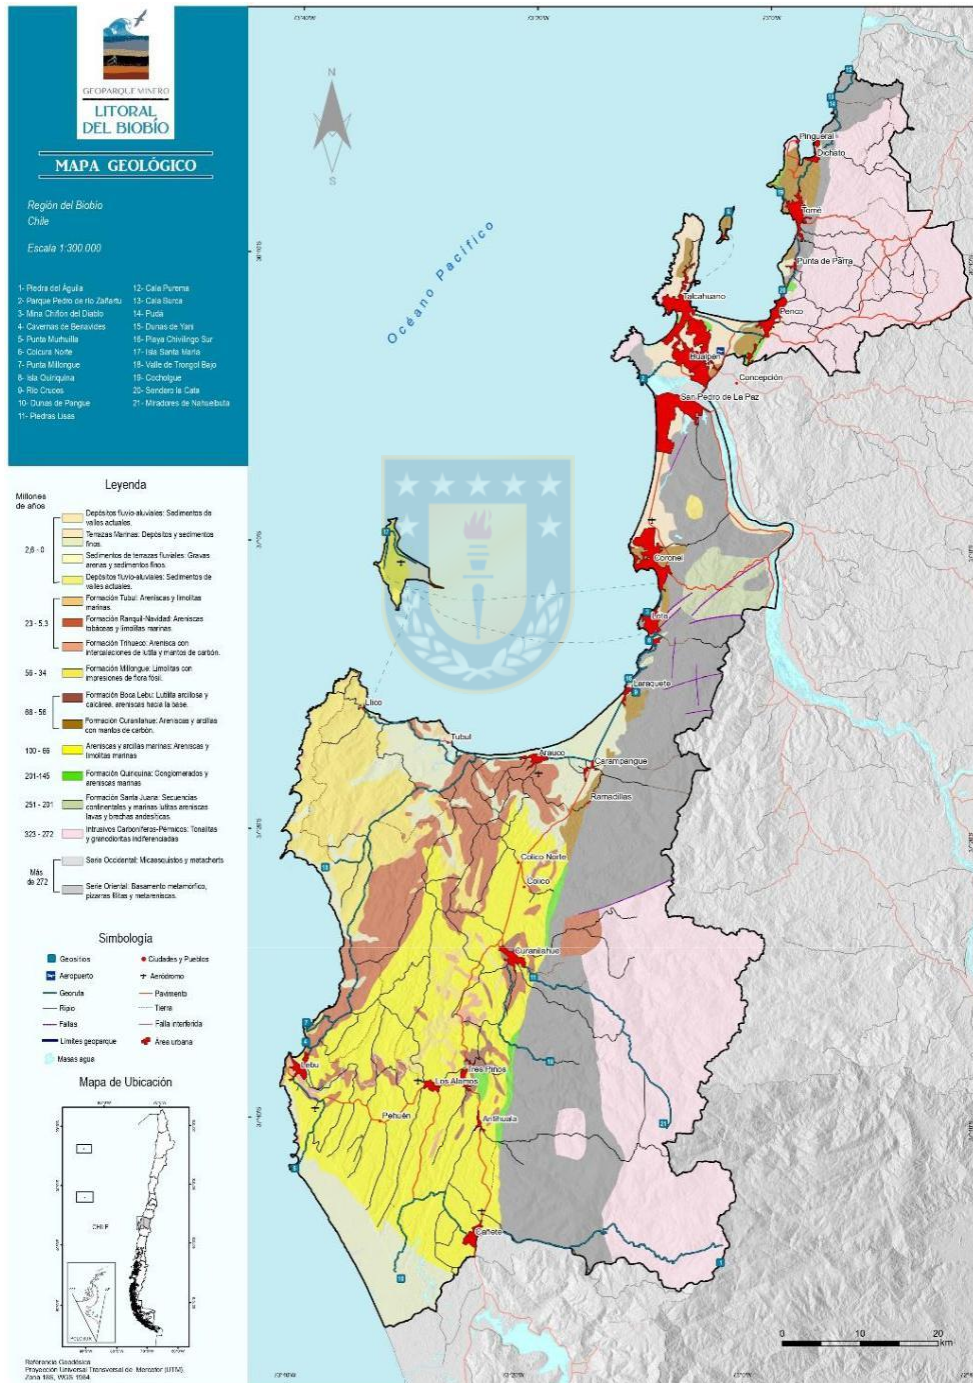 GEOPARQUE MINERO
LITORAL
DEL BIOBÍO
MAPA GEOLÓGICO
Región del Biobío
Chile
Escala 1:300 000
1- Piedra del Águila
2- Parque Pedro de río Zañartu
3- Mina Chiflón del Diablo
4- Cavernas de Benavides
5- Punta Morhuilla
6- Colcura Norte
7- Punta Millongue
8- Isla Quiriquina
9- Río Cruces
10- Dunas de Pangue
11- Piedras Lisas
12- Cala Purema
13- Cala Burca
14- Pudá
15- Dunas de Yani
16- Playa Chivilingo Sur
17- Isla Santa María
18- Valle de Trongol Bajo
19- Cocholgue
20- Sendero la Cata
21- Miradores de Nahuelbuta
Leyenda
Millones
de años
2,6 - 0
Depósitos fluvio-aluviales: Sedimentos de
valles actuales.
Terrazas Marinas: Depósitos y sedimentos
finos.
Sedimentos de terrazas fluviales: Gravas
arenas y sedimentos finos.
Depósitos fluvio-aluviales: Sedimentos de
valles actuales.
23 - 5.3
Formación Tubul: Areniscas y limolitas
marinas.
Formación Ranquil-Navidad: Areniscas
tobáceas y limolitas marinas.
Formación Trihueco: Arenisca con
intercalaciones de lutita y mantos de carbón.
56 - 34
Formación Millongue: Limolitas con
impresiones de flora fósil.
66 - 56
Formación Boca Lebu: Lutilita arcillosa y
calcárea, areniscas hacia la base.
Formación Curanilahue: Areniscas y arcillas
con mantos de carbón.
100 - 66
Areniscas y arcillas marinas: Areniscas y
limolitas marinas
201-145
Formación Quiriquina: Conglomerados y
areniscas marinas
251 - 201
Formación Santa Juana: Secuencias
continentales y marinas lutitas areniscas
lavas y brechas andesíticas.
323 - 272
Intrusivos Carboníferos-Pérmicos: Tonalitas
y granodioritas indiferenciadas
Más
de 272
Serie Occidental: Micaesquistos y metacherts
Serie Oriental: Basamento metamórfico,
pizarras filitas y metareniscas.
Simbología
Geositios
Aeropuerto
Georuta
Ripio
Fallas
Límites geoparque
Masas agua
Ciudades y Pueblos
Aeródromo
Pavimento
Tierra
Falla interferida
Área urbana
Mapa de Ubicación
CHILE
Referencia Geodésica
Proyección Universal Transversal de Mercator (UTM),
Zona 18S, WGS 1984
N
S
Océano Pacífico
Pingueral
Dichato
Tomé
Punta de Parra
Talcahuano
Penco
Hualpén
Concepción
San Pedro de La Paz
Coronel
Lota
Laraquete
Llico
Tubul
Arauco
Carampangue
Ramadillas
Colico Norte
Colico
Curanilahue
Lebu
Tres Pinos
Los Álamos
Pehuén
Antihuala
Cañete
0 10 20
km